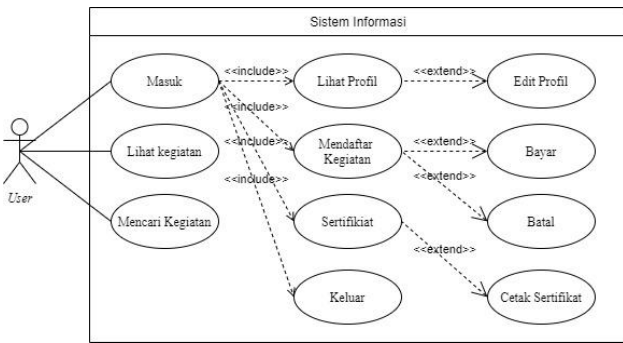 Sistem Informasi
Masuk
<<include>>
Lihat Profil
<<extend>>
Edit Profil
<<include>>
Lihat kegiatan
<<include>>
Mendaftar
Kegiatan
<<extend>>
Bayar
<<include>>
<<extend>>
User
Mencari Kegiatan
Sertifikiat
Batal
<<extend>>
Keluar
Cetak Sertifikat